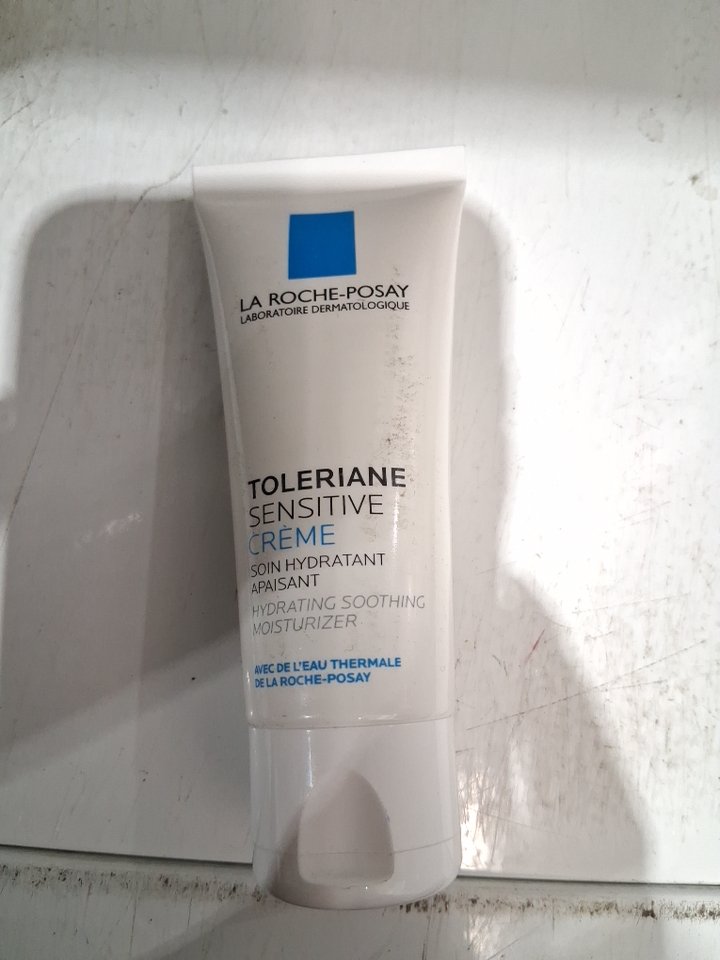 LA ROCHE-POSAY
LABORATOIRE DERMATOLOGIQUE
TOLERIANE
SENSITIVE
CRÈME
SOIN HYDRATANT
APAISANT
HYDRATING SOOTHING
MOISTURIZER
AVEC DE L'EAU THERMALE
DE LA ROCHE-POSAY